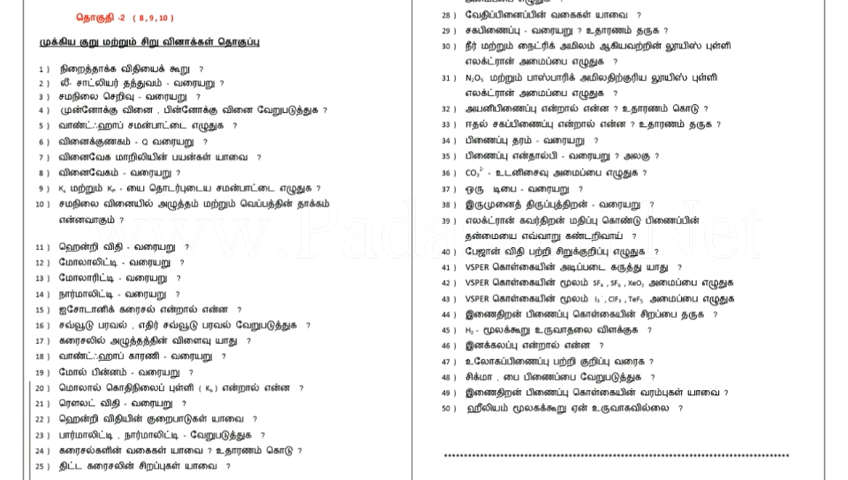 தொகுதி -2 ( 8,9,10 )
முக்கிய குறு மற்றும் சிறு வினாக்கள் தொகுப்பு
1 ) நிறைத்தாக்க விதியைக் கூறு ?
2 ) லீ- சாட்லியர் தத்துவம் - வரையறு ?
3 ) சமநிலை செறிவு - வரையறு ?
4 ) முன்னோக்கு வினை , பின்னோக்கு வினை வேறுபடுத்துக ?
5 ) வாண்ட்ஃஹாப் சமன்பாட்டை எழுதுக ?
6 ) வினைக்குணகம் - Q வரையறு ?
7 ) வினைவேக மாறிலியின் பயன்கள் யாவை ?
8 ) வினைவேகம் - வரையறு ?
9 ) Kc மற்றும் KP - யை தொடர்புடைய சமன்பாட்டை எழுதுக ?
10 ) சமநிலை வினையில் அழுத்தம் மற்றும் வெப்பத்தின் தாக்கம்
என்னவாகும் ?
11 ) ஹென்றி விதி - வரையறு ?
12 ) மோலாலிட்டி - வரையறு ?
13 ) மோலாரிட்டி - வரையறு ?
14 ) நார்மாலிட்டி - வரையறு ?
15 ) ஐசோடானிக் கரைசல் என்றால் என்ன ?
16 ) சவ்வூடு பரவல் , எதிர் சவ்வூடு பரவல் வேறுபடுத்துக ?
17 ) கரைசலில் அழுத்தத்தின் விளைவு யாது ?
18 ) வாண்ட்ஃஹாப் காரணி - வரையறு ?
19 ) மோல் பின்னம் - வரையறு ?
20 ) மொலால் கொதிநிலைப் புள்ளி ( Kb ) என்றால் என்ன ?
21 ) ரௌலட் விதி - வரையறு ?
22 ) ஹென்றி விதியின் குறைபாடுகள் யாவை ?
23 ) பார்மாலிட்டி , நார்மாலிட்டி - வேறுபடுத்துக ?
24 ) கரைசல்களின் வகைகள் யாவை ? உதாரணம் கொடு ?
25 ) திட்ட கரைசலின் சிறப்புகள் யாவை ?
28 ) வேதிப்பினைப்பின் வகைகள் யாவை ?
29 ) சகபிணைப்பு - வரையறு ? உதாரணம் தருக ?
30 ) நீர் மற்றும் நைட்ரிக் அமிலம் ஆகியவற்றின் லூயிஸ் புள்ளி
எலக்ட்ரான் அமைப்பை எழுதுக ?
31 ) N2O5 மற்றும் பாஸ்பாரிக் அமிலதிற்குரிய லூயிஸ் புள்ளி
எலக்ட்ரான் அமைப்பை எழுதுக ?
32 ) அயனிபிணைப்பு என்றால் என்ன ? உதாரணம் கொடு ?
33 ) ஈதல் சகப்பிணைப்பு என்றால் என்ன ? உதாரணம் தருக ?
34 ) பிணைப்பு தரம் - வரையறு ?
35 ) பிணைப்பு என்தால்பி - வரையறு ? அலகு ?
36 ) CO3 2- உடனிசைவு அமைப்பை எழுதுக ?
37 ) ஒரு டிபை - வரையறு ?
38 ) இருமுனைத் திருப்புத்திறன் - வரையறு ?
39 ) எலக்ட்ரான் கவர்திறன் மதிப்பு கொண்டு பிணைப்பின்
தன்மையை எவ்வாறு கண்டறிவாய் ?
40 ) பேஜான் விதி பற்றி சிறுக்குறிப்பு எழுதுக ?
41 ) VSPER கொள்கையின் அடிப்படை கருத்து யாது ?
42 ) VSPER கொள்கையின் மூலம் SF4 , SF6 , XeO3 அமைப்பை எழுதுக
43 ) VSPER கொள்கையின் மூலம் I3- , ClF3 , TeF5 அமைப்பை எழுதுக
44 ) இணைதிறன் பிணைப்பு கொள்கையின் சிறப்பை தருக ?
45 ) H2 - மூலக்கூறு உருவாதலை விளக்குக ?
46 ) இனக்கலப்பு என்றால் என்ன ?
47 ) உலோகப்பிணைப்பு பற்றி குறிப்பு வரைக ?
48 ) சிக்மா , பை பிணைப்பை வேறுபடுத்துக ?
49 ) இணைதிறன் பிணைப்பு கொள்கையின் வரம்புகள் யாவை ?
50 ) ஹீலியம் மூலகக்கூறு ஏன் உருவாகவில்லை ?